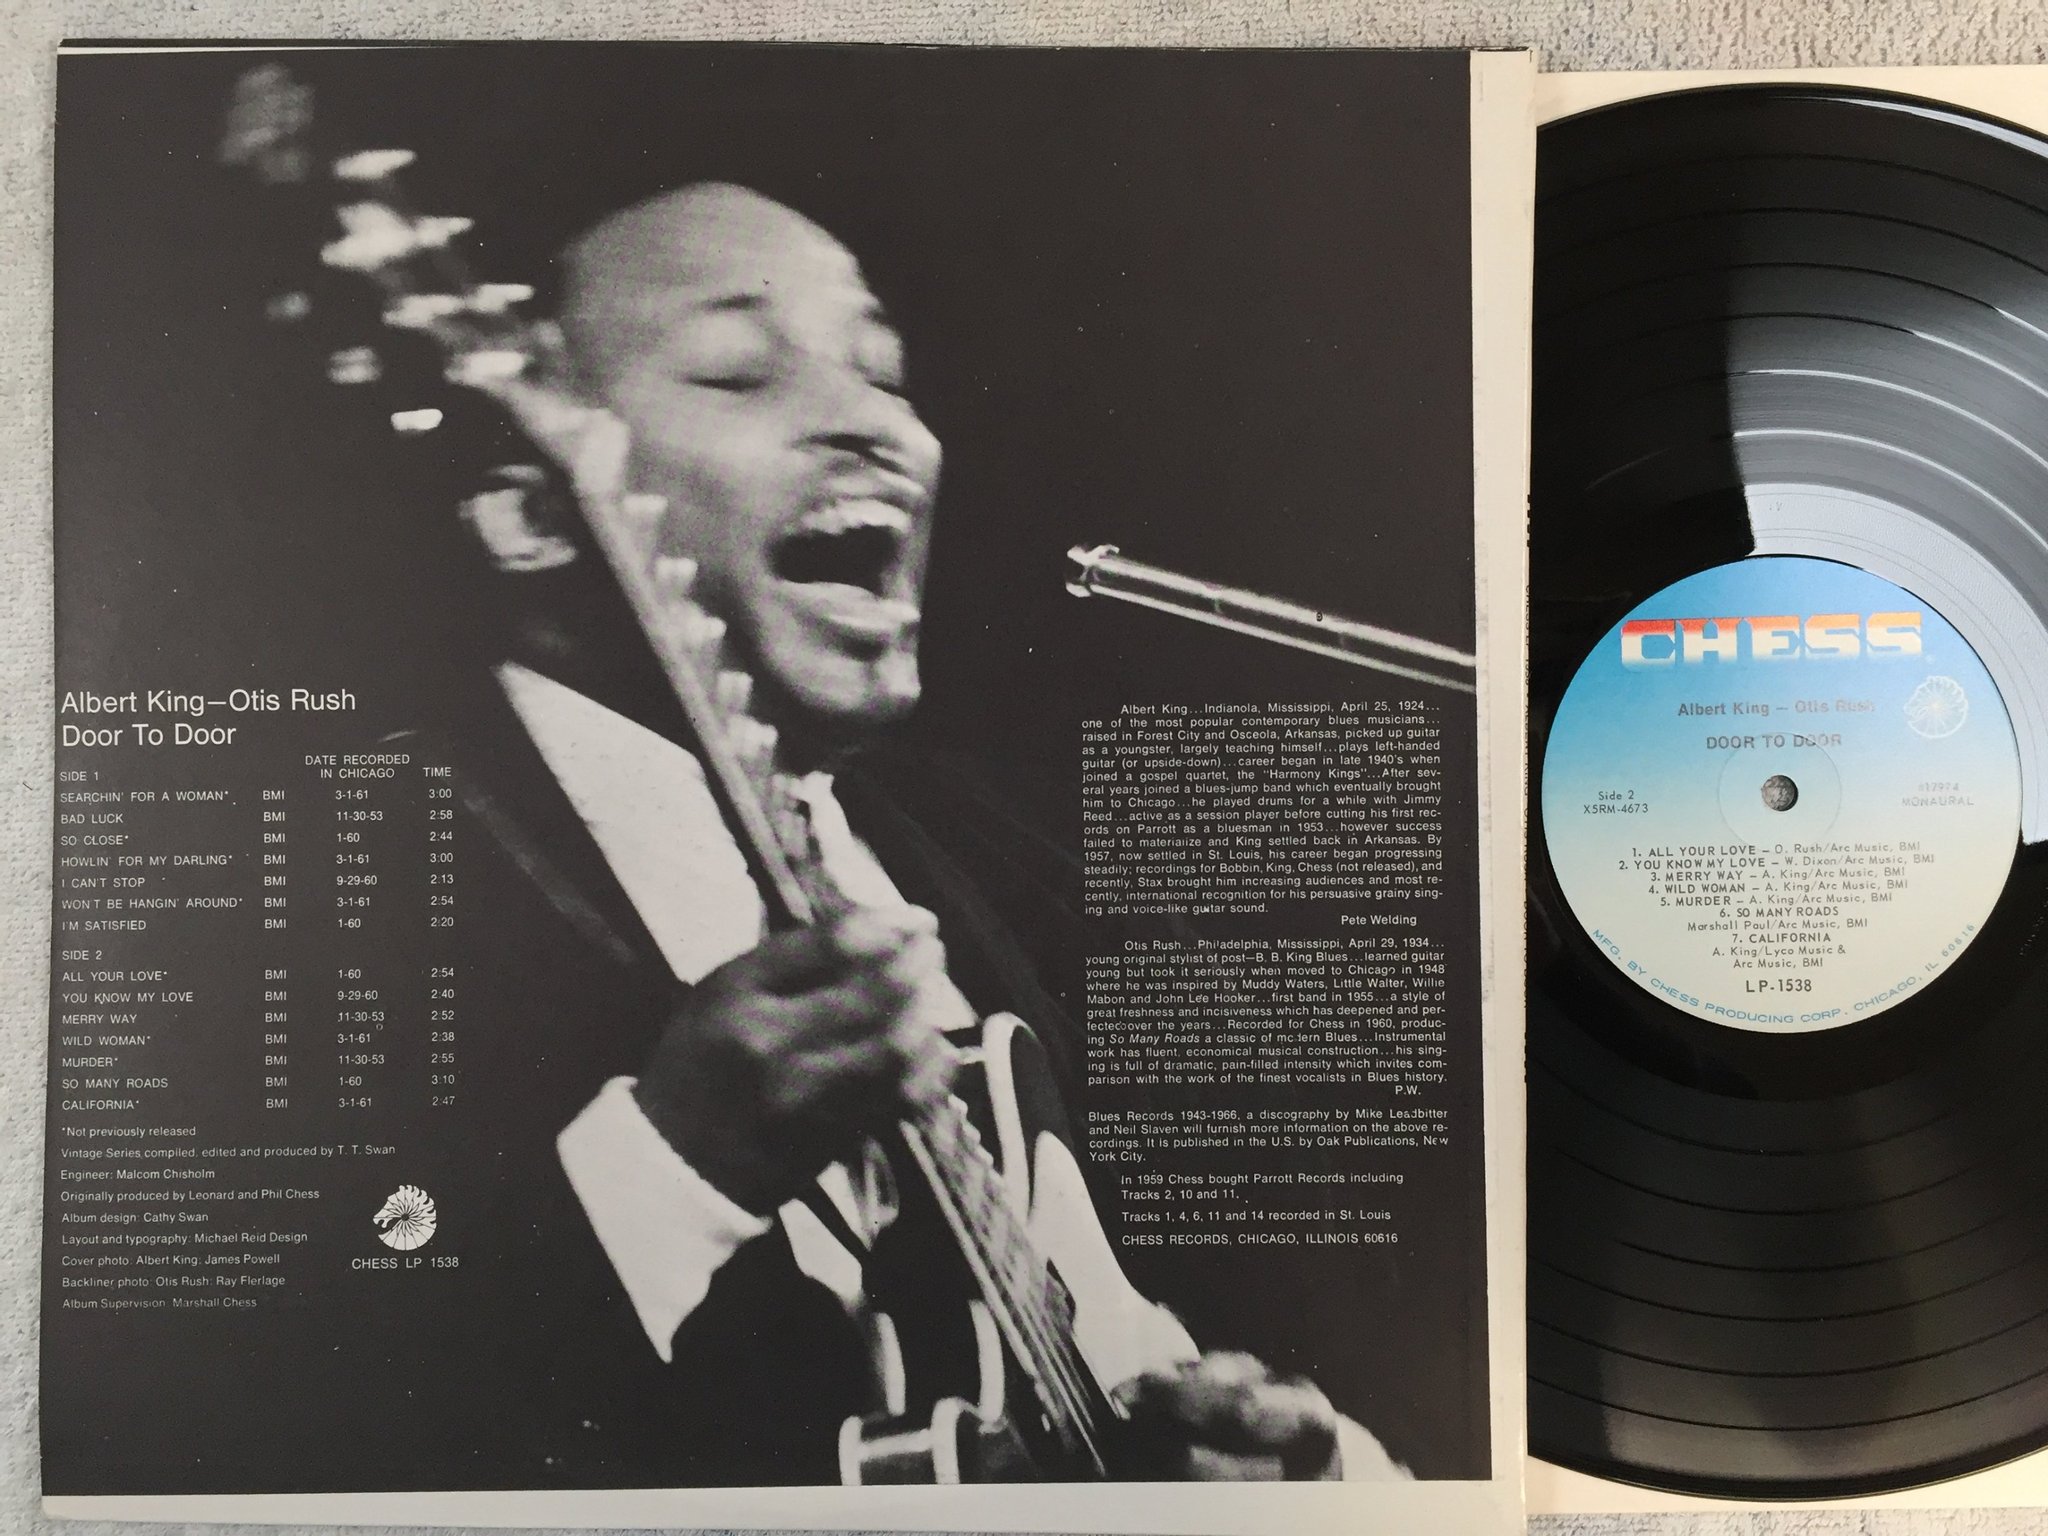 Albert King—Otis Rush
Door To Door
DATE RECORDED
IN CHICAGO TIME
SIDE 1
SEARCHIN' FOR A WOMAN* BMI 3-1-61 3:00
BAD LUCK BMI 11-30-53 2:58
SO CLOSE* BMI 1-60 2:44
HOWLIN' FOR MY DARLING* BMI 3-1-61 3:00
I CAN'T STOP BMI 9-29-60 2:13
WON'T BE HANGIN' AROUND* BMI 3-1-61 2:54
I'M SATISFIED BMI 1-60 2:20
SIDE 2
ALL YOUR LOVE* BMI 1-60 2:54
YOU KNOW MY LOVE BMI 9-29-60 2:40
MERRY WAY BMI 11-30-53 2:52
WILD WOMAN* BMI 3-1-61 2:38
MURDER* BMI 11-30-53 2:55
SO MANY ROADS BMI 1-60 3:10
CALIFORNIA* BMI 3-1-61 2:47
*Not previously released
Vintage Series compiled, edited and produced by T. T. Swan
Engineer: Malcom Chisholm
Originally produced by Leonard and Phil Chess
Album design: Cathy Swan
Layout and typography: Michael Reid Design
Cover photo: Albert King: James Powell
Backliner photo: Otis Rush: Ray Flerlage
Album Supervision: Marshall Chess
CHESS LP 1538
Albert King...Indianola, Mississippi, April 25, 1924...
one of the most popular contemporary blues musicians...
raised in Forest City and Osceola, Arkansas, picked up guitar
as a youngster, largely teaching himself...plays left-handed
guitar (or upside-down)...career began in late 1940's when
joined a gospel quartet, the "Harmony Kings"...After sev-
eral years joined a blues-jump band which eventually brought
him to Chicago...he played drums for a while with Jimmy
Reed...active as a session player before cutting his first rec-
ords on Parrott as a bluesman in 1953...however success
failed to materialize and King settled back in Arkansas. By
1957, now settled in St. Louis, his career began progressing
steadily; recordings for Bobbin, King, Chess (not released), and
recently, Stax brought him increasing audiences and most re-
cently, international recognition for his persuasive grainy sing-
ing and voice-like guitar sound.
Pete Welding
Otis Rush...Philadelphia, Mississippi, April 29, 1934...
young original stylist of post—B. B. King Blues...learned guitar
young but took it seriously when moved to Chicago in 1948
where he was inspired by Muddy Waters, Little Walter, Willie
Mabon and John Lee Hooker...first band in 1955...a style of
great freshness and incisiveness which has deepened and per-
fected over the years...Recorded for Chess in 1960, produc-
ing So Many Roads a classic of modern Blues...Instrumental
work has fluent, economical musical construction...his sing-
ing is full of dramatic, pain-filled intensity which invites com-
parison with the work of the finest vocalists in Blues history.
P.W.
Blues Records 1943-1966, a discography by Mike Leadbitter
and Neil Slaven will furnish more information on the above re-
cordings. It is published in the U.S. by Oak Publications, New
York City.
In 1959 Chess bought Parrott Records including
Tracks 2, 10 and 11.
Tracks 1, 4, 6, 11 and 14 recorded in St. Louis
CHESS RECORDS, CHICAGO, ILLINOIS 60616
CHESS
Albert King — Otis Rush
DOOR TO DOOR
Side 2
X5RM-4673
#17974
MONAURAL
1. ALL YOUR LOVE — O. Rush/Arc Music, BMI
2. YOU KNOW MY LOVE — W. Dixon/Arc Music, BMI
3. MERRY WAY — A. King/Arc Music, BMI
4. WILD WOMAN — A. King/Arc Music, BMI
5. MURDER — A. King/Arc Music, BMI
6. SO MANY ROADS
Marshall Paul/Arc Music, BMI
7. CALIFORNIA
A. King/Lyco Music &
Arc Music, BMI
LP-1538
MFG. BY CHESS PRODUCING CORP. CHICAGO, IL 60616